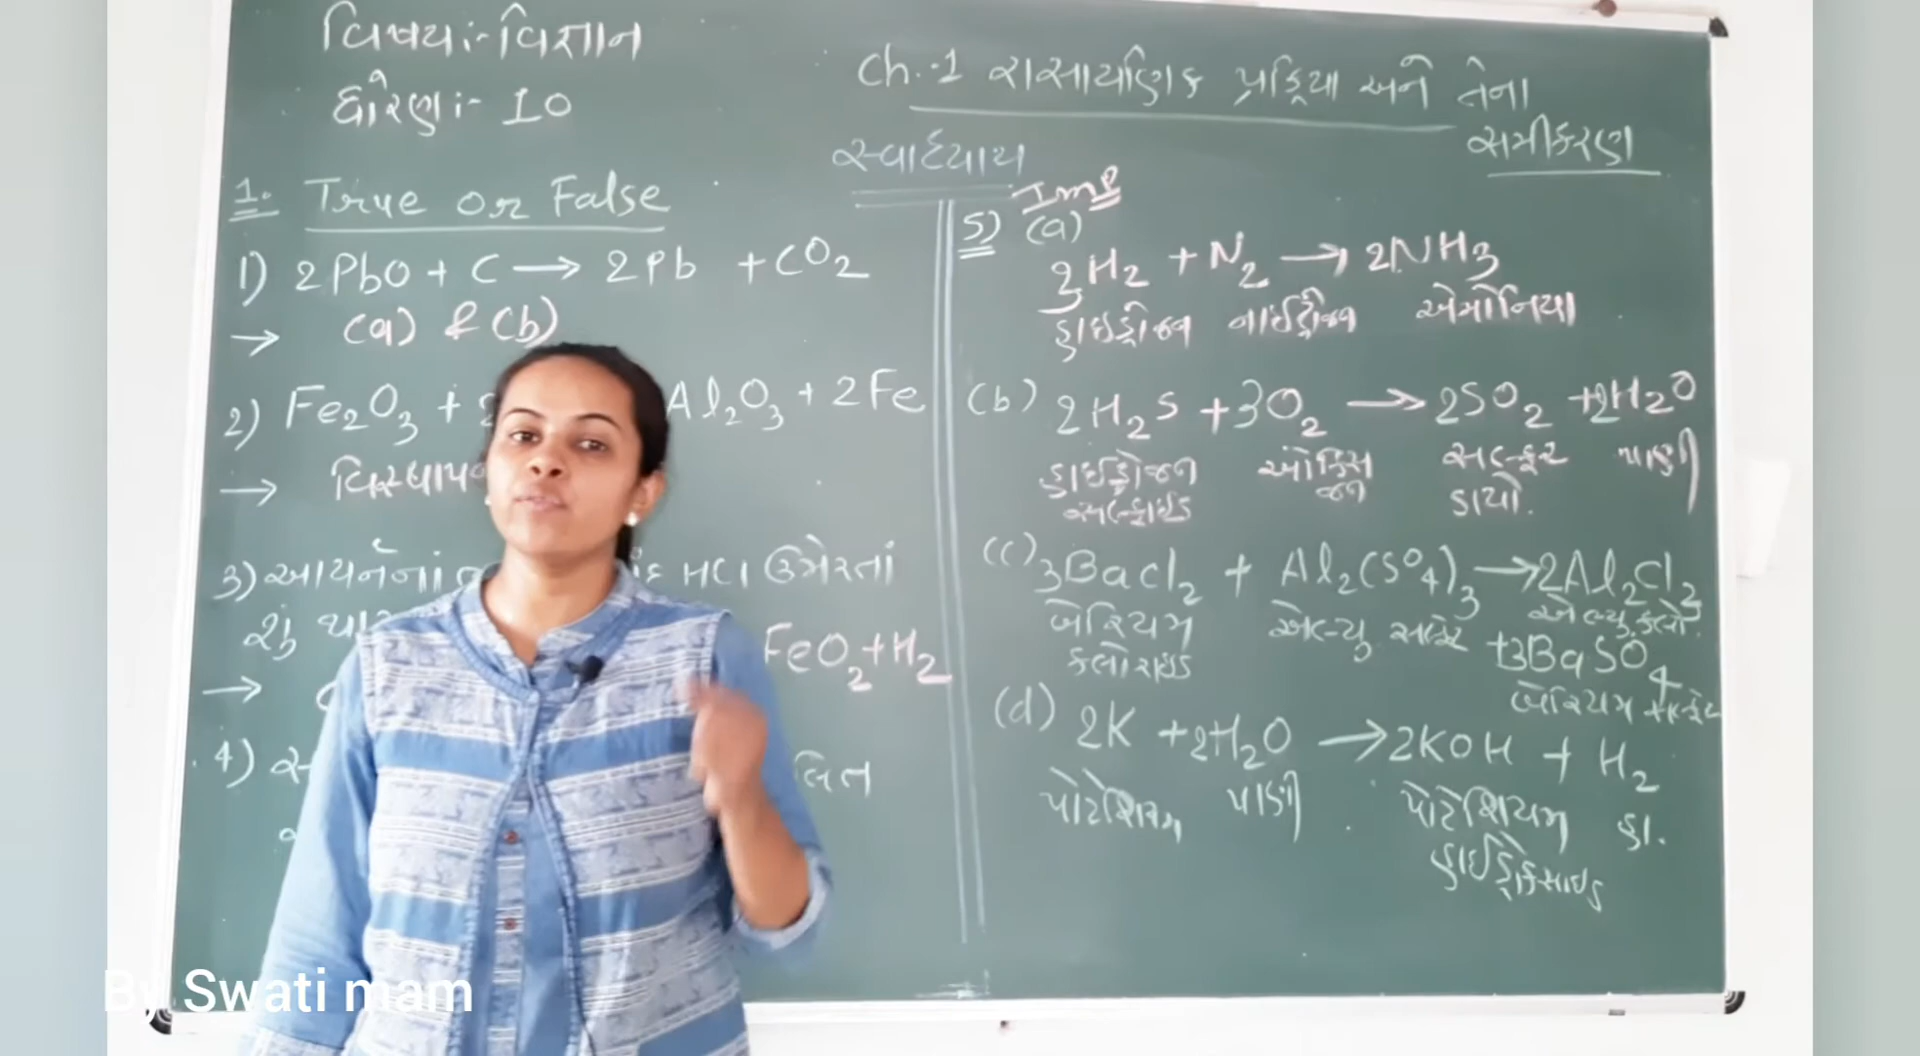 વિષય:- વિજ્ઞાન
ધોરણ:- 10
Ch.-1 રાસાયણિક પ્રક્રિયા અને તેના
સમીકરણ
સ્વાધ્યાય
1. True or False
1) 2PbO + C → 2Pb + CO₂
→ (a) & (b)
2) Fe₂O₃ + 2 Al₂O₃ + 2Fe
→ વિસ્થાપ
3) આયર્નનાં HCl ઉમેરતાં
શું
→ FeO₂+H₂
4)
5) Imp
(a)
3H₂ + N₂ → 2NH₃
હાઇડ્રોજન નાઇટ્રોજન એમોનિયા
(b) 2H₂S + 3O₂ → 2SO₂ + 2H₂O
હાઇડ્રોજન ઓક્સિ સલ્ફર પાણી
સલ્ફાઇડ જન ડાયો.
(c) 3BaCl₂ + Al₂(SO₄)₃ → 2Al₂Cl₂
બેરિયમ એલ્યુ. સલ્ફેટ એલ્યુ. ક્લો.
ક્લોરાઇડ +3BaSO₄
બેરિયમ સલ્ફેટ
(d) 2K + 2H₂O → 2KOH + H₂
પોટેશિયમ પાણી પોટેશિયમ હા.
હાઇડ્રોક્સાઇડ
By Swati mam